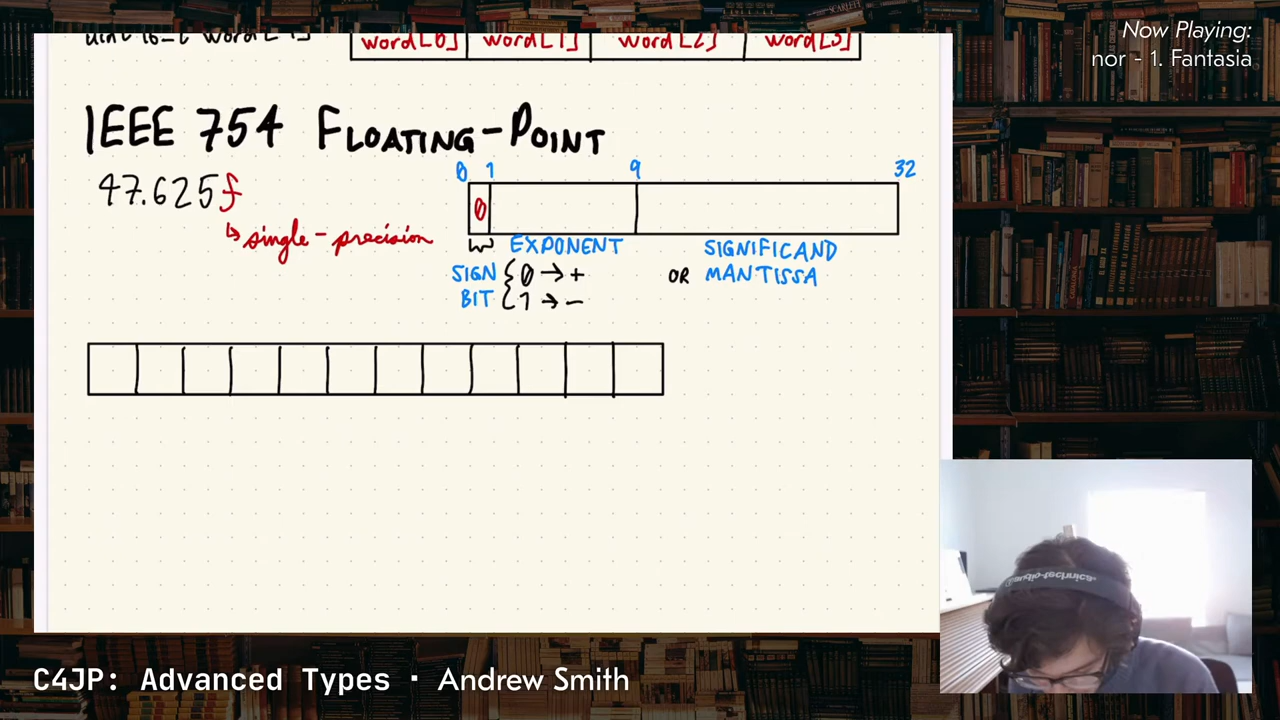 Now Playing:
nor - 1. Fantasia
word[0] word[1] word[2] word[3]
IEEE 754 FLOATING-POINT
47.625f
↳ single-precision
0 1 9 32
0
EXPONENT
SIGNIFICAND
OR MANTISSA
SIGN BIT
{ 0 → +
1 → −
C4JP: Advanced Types · Andrew Smith